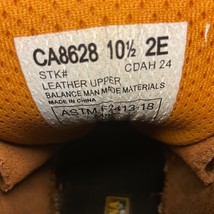 CA8628 10½ 2E
STK# CDAH 24
LEATHER UPPER
BALANCE MAN MADE MATERIALS
MADE IN CHINA
ASTM F2413-18